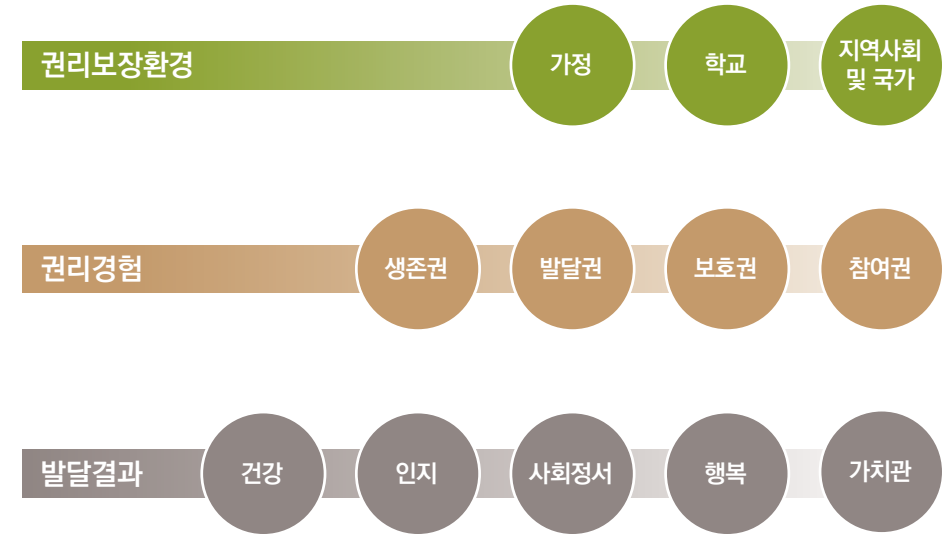 권리보장환경
가정
학교
지역사회
및 국가
권리경험
생존권
발달권
보호권
참여권
발달결과
건강
인지
사회정서
행복
가치관